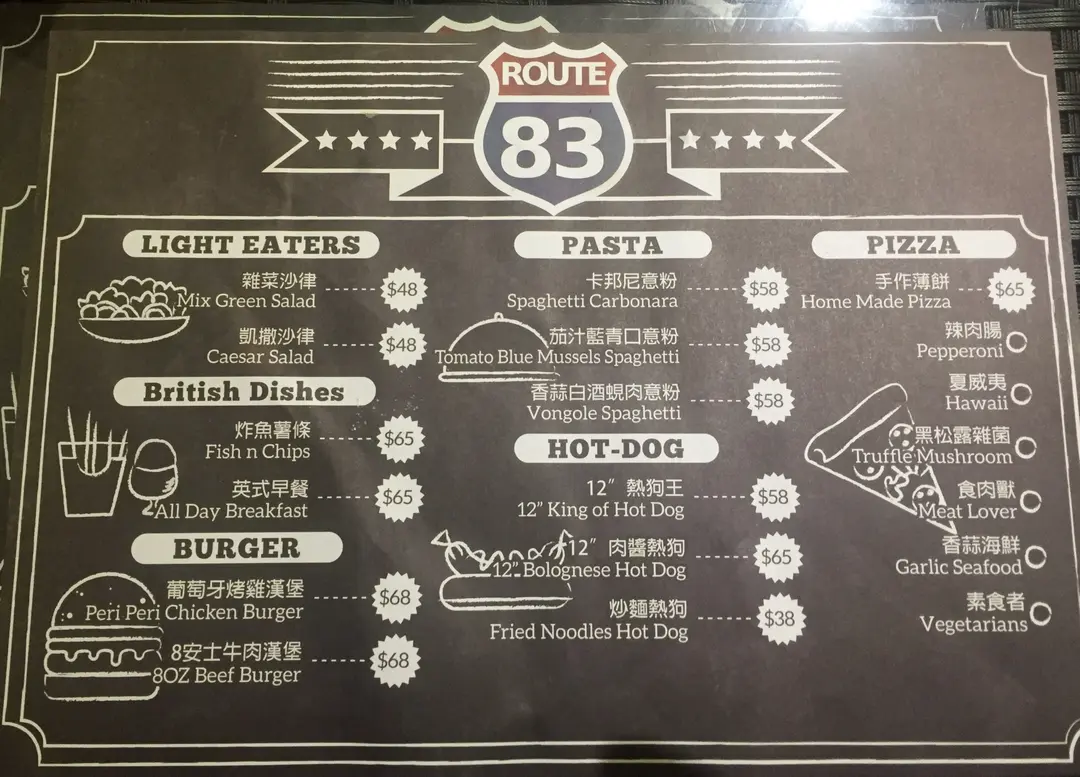 ROUTE
83
LIGHT EATERS
雜菜沙律
Mix Green Salad
$48
凱撒沙律
Caesar Salad
$48
British Dishes
炸魚薯條
Fish n Chips
$65
英式早餐
All Day Breakfast
$65
BURGER
葡萄牙烤雞漢堡
Peri Peri Chicken Burger
$68
8安士牛肉漢堡
8OZ Beef Burger
$68
PASTA
卡邦尼意粉
Spaghetti Carbonara
$58
茄汁藍青口意粉
Tomato Blue Mussels Spaghetti
$58
香蒜白酒蜆肉意粉
Vongole Spaghetti
$58
HOT-DOG
12" 熱狗王
12" King of Hot Dog
$58
12" 肉醬熱狗
12" Bolognese Hot Dog
$65
炒麵熱狗
Fried Noodles Hot Dog
$38
PIZZA
手作薄餅
Home Made Pizza
$65
辣肉腸
Pepperoni
夏威夷
Hawaii
黑松露雜菌
Truffle Mushroom
食肉獸
Meat Lover
香蒜海鮮
Garlic Seafood
素食者
Vegetarians